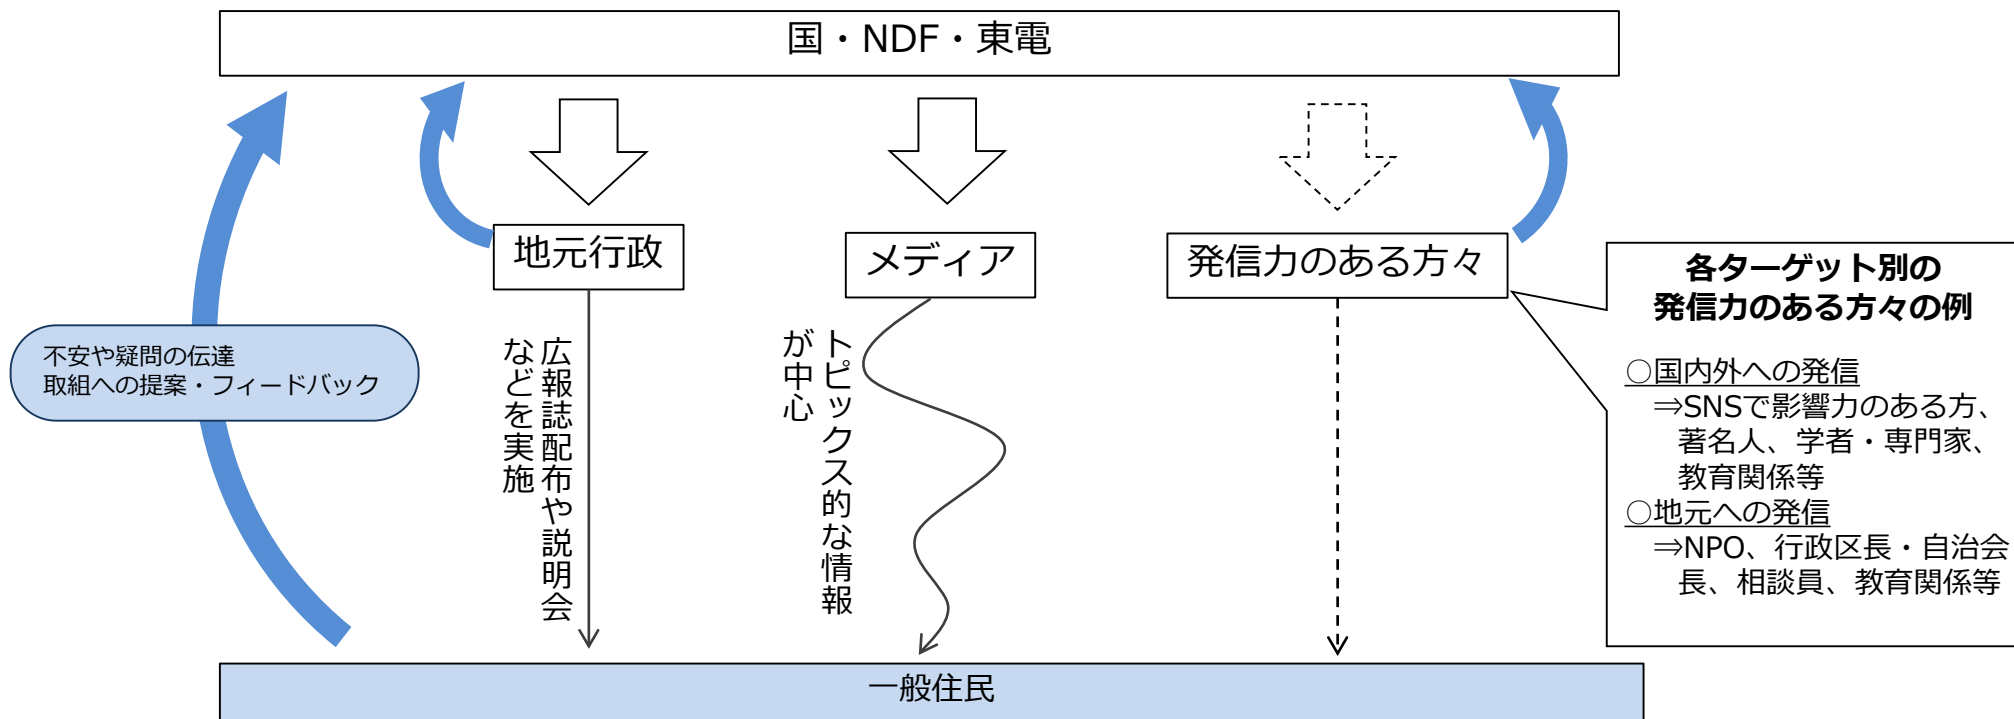 国・NDF・東電
地元行政
メディア
発信力のある方々
不安や疑問の伝達
取組への提案・フィードバック
広報誌配布や説明会
などを実施
トピックス的な情報
が中心
各ターゲット別の
発信力のある方々の例
○国内外への発信
⇒SNSで影響力のある方、
著名人、学者・専門家、
教育関係等
○地元への発信
⇒NPO、行政区長・自治会
長、相談員、教育関係等
一般住民